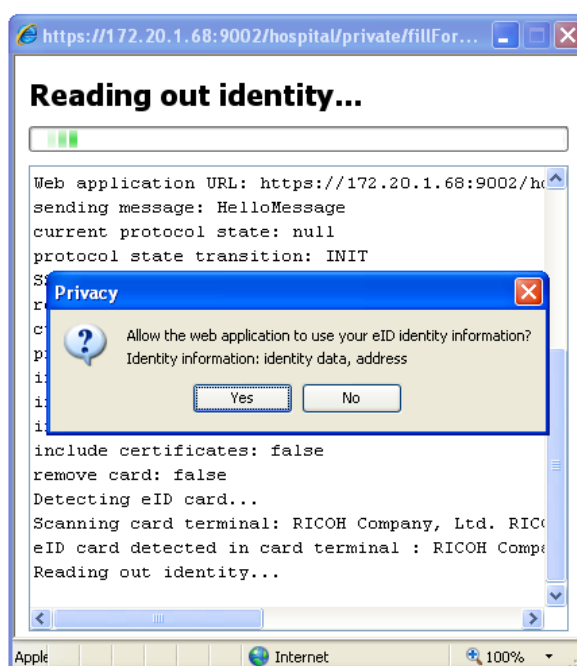 https://172.20.1.68:9002/hospital/private/fillFor...
Reading out identity...
Web application URL: https://172.20.1.68:9002/h
sending message: HelloMessage
current protocol state: null
protocol state transition: INIT
Privacy
Allow the web application to use your eID identity information?
Identity information: identity data, address
Yes
No
include certificates: false
remove card: false
Detecting eID card...
Scanning card terminal: RICOH Company, Ltd. RIC
eID card detected in card terminal : RICOH Comp
Reading out identity...
Apple
Internet
100%